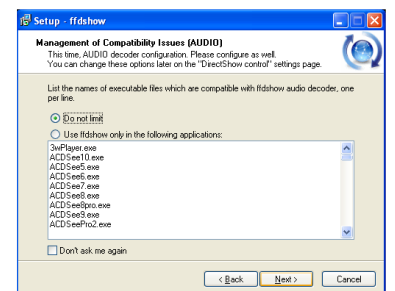 Setup - ffdshow
Management of Compatibility Issues (AUDIO)
This time, AUDIO decoder configuration. Please configure as well.
You can change these options later on the "DirectShow control" settings page.
List the names of executable files which are compatible with ffdshow audio decoder, one
per line.
Do not limit
Use ffdshow only in the following applications:
3wPlayer.exe
ACDSee10.exe
ACDSee5.exe
ACDSee6.exe
ACDSee7.exe
ACDSee8.exe
ACDSee8pro.exe
ACDSee9.exe
ACDSeePro2.exe
Don't ask me again
< Back
Next >
Cancel